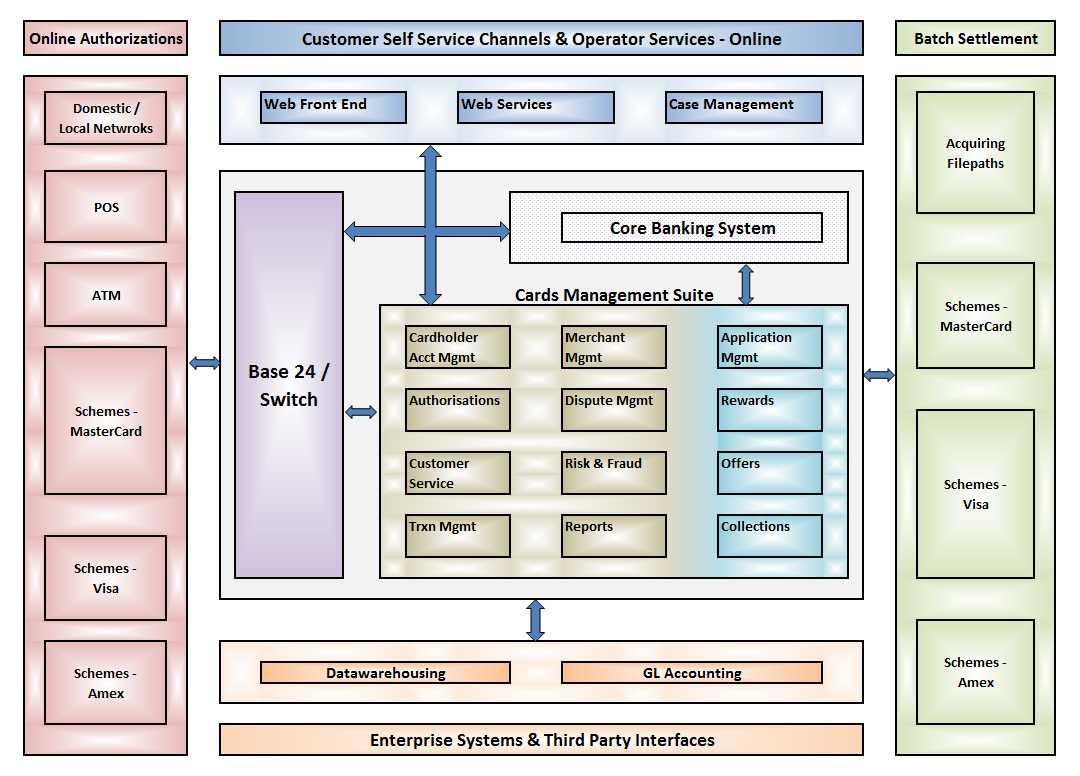 Online Authorizations
Customer Self Service Channels & Operator Services - Online
Batch Settlement
Domestic /
Local Netwroks
POS
ATM
Schemes -
MasterCard
Schemes -
Visa
Schemes -
Amex
Web Front End
Web Services
Case Management
Base 24 /
Switch
Core Banking System
Cards Management Suite
Cardholder
Acct Mgmt
Merchant
Mgmt
Application
Mgmt
Authorisations
Dispute Mgmt
Rewards
Customer
Service
Risk & Fraud
Offers
Trxn Mgmt
Reports
Collections
Datawarehousing
GL Accounting
Enterprise Systems & Third Party Interfaces
Acquiring
Filepaths
Schemes -
MasterCard
Schemes -
Visa
Schemes -
Amex